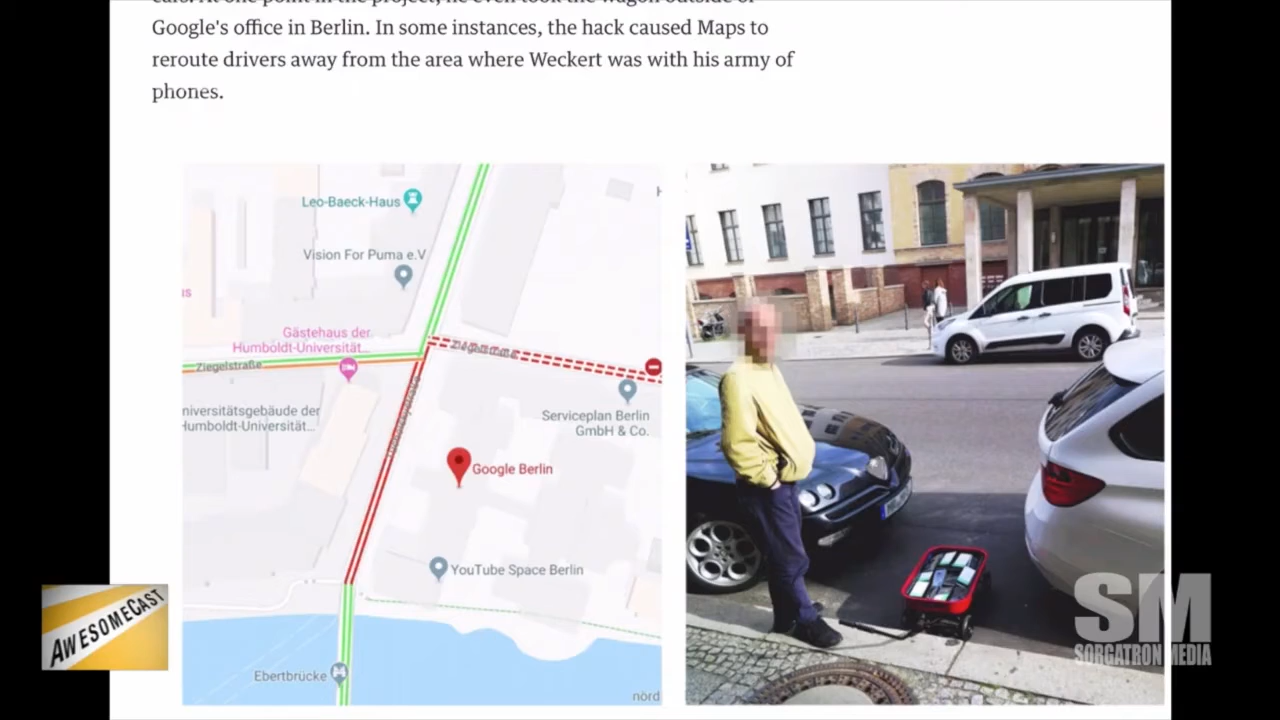 Google's office in Berlin. In some instances, the hack caused Maps to
reroute drivers away from the area where Weckert was with his army of
phones.
Leo-Baeck-Haus
Vision For Puma e.V
Gästehaus der
Humboldt-Universität...
Ziegelstraße
niversitätsgebäude der
Humboldt-Universität...
Serviceplan Berlin
GmbH & Co.
Google Berlin
YouTube Space Berlin
Ebertbrücke
nörd
AWESOMECAST
SM
SORGATRON MEDIA